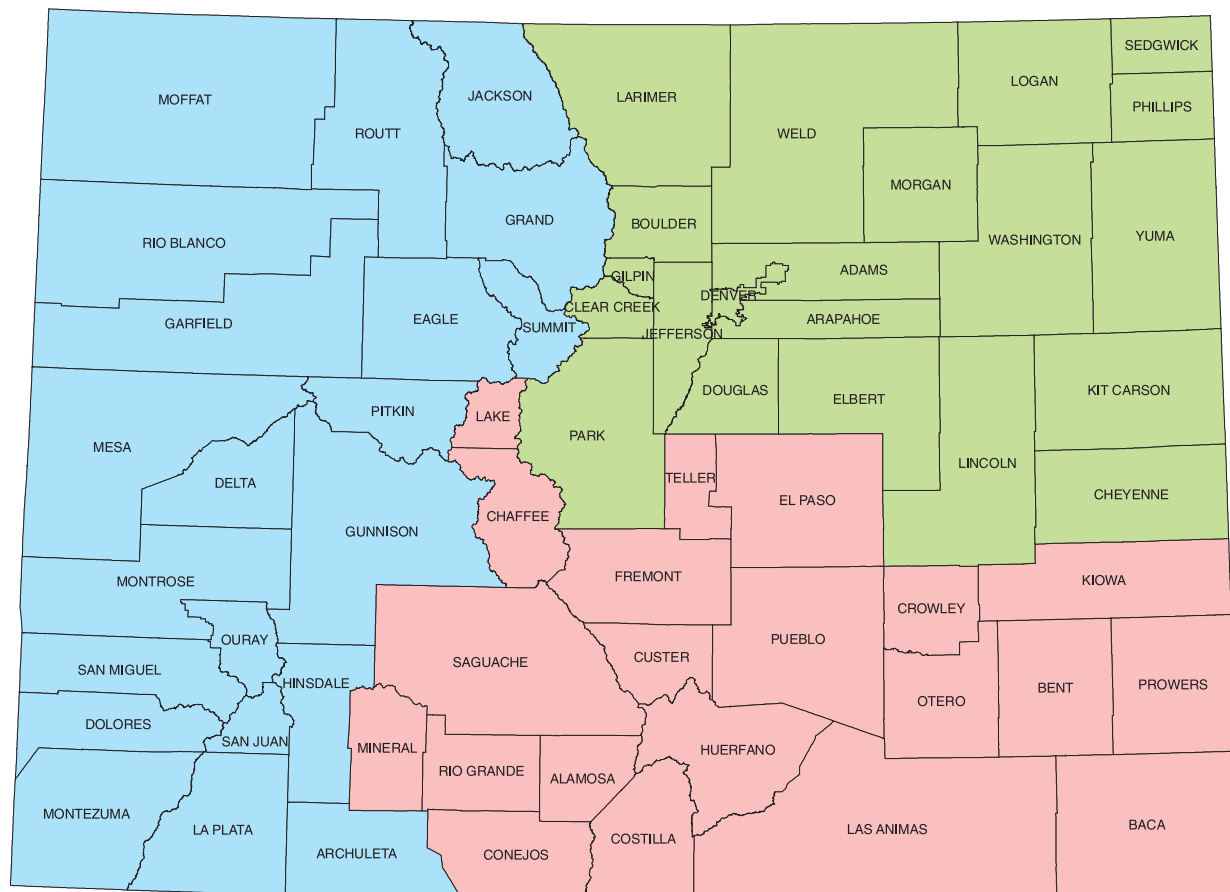 SEDGWICK
LOGAN
MOFFAT
JACKSON
LARIMER
PHILLIPS
ROUTT
WELD
MORGAN
GRAND
BOULDER
RIO BLANCO
WASHINGTON
YUMA
GILPIN
ADAMS
DENVER
CLEAR CREEK
GARFIELD
EAGLE
SUMMIT
JEFFERSON
ARAPAHOE
DOUGLAS
ELBERT
KIT CARSON
PITKIN
LAKE
PARK
MESA
LINCOLN
DELTA
TELLER
EL PASO
CHEYENNE
CHAFFEE
GUNNISON
FREMONT
MONTROSE
KIOWA
CROWLEY
OURAY
PUEBLO
CUSTER
SAGUACHE
SAN MIGUEL
HINSDALE
BENT
PROWERS
OTERO
DOLORES
SAN JUAN
MINERAL
HUERFANO
RIO GRANDE
ALAMOSA
MONTEZUMA
LA PLATA
LAS ANIMAS
BACA
COSTILLA
ARCHULETA
CONEJOS